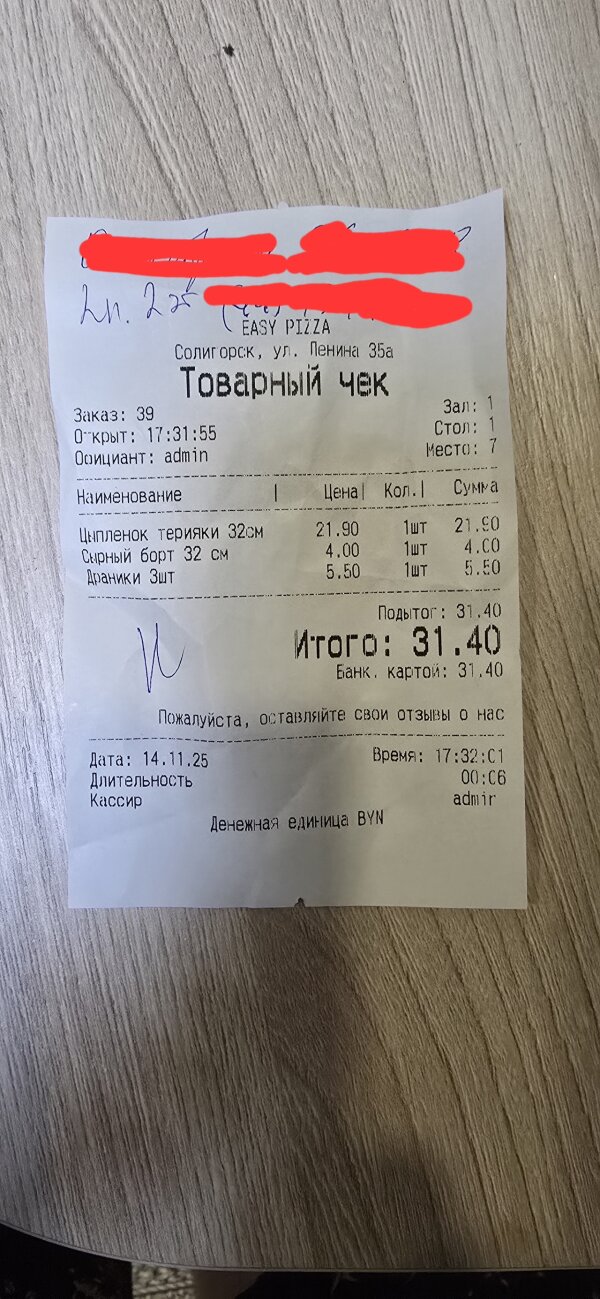 2п. 2эт
EASY PIZZA
Солигорск, ул. Ленина 35а
Товарный чек
Заказ: 39 Зал: 1
Открыт: 17:31:55 Стол: 1
Официант: admin Место: 7
Наименование | Цена| Кол.| Сумма
Цыпленок терияки 32см 21.90 1шт 21.90
Сырный борт 32 см 4.00 1шт 4.00
Драники 3шт 5.50 1шт 5.50
Подытог: 31.40
Итого: 31.40
Банк. картой: 31.40
Пожалуйста, оставляйте свои отзывы о нас
Дата: 14.11.25 Время: 17:32:01
Длительность 00:06
Кассир admin
Денежная единица BYN